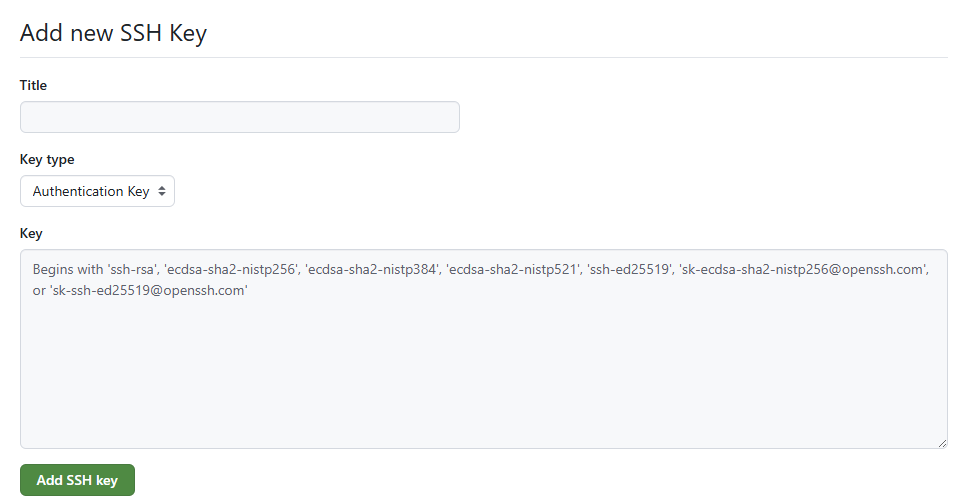 Add new SSH Key
Title
Key type
Authentication Key
Key
Begins with 'ssh-rsa', 'ecdsa-sha2-nistp256', 'ecdsa-sha2-nistp384', 'ecdsa-sha2-nistp521', 'ssh-ed25519', 'sk-ecdsa-sha2-nistp256@openssh.com',
or 'sk-ssh-ed25519@openssh.com'
Add SSH key